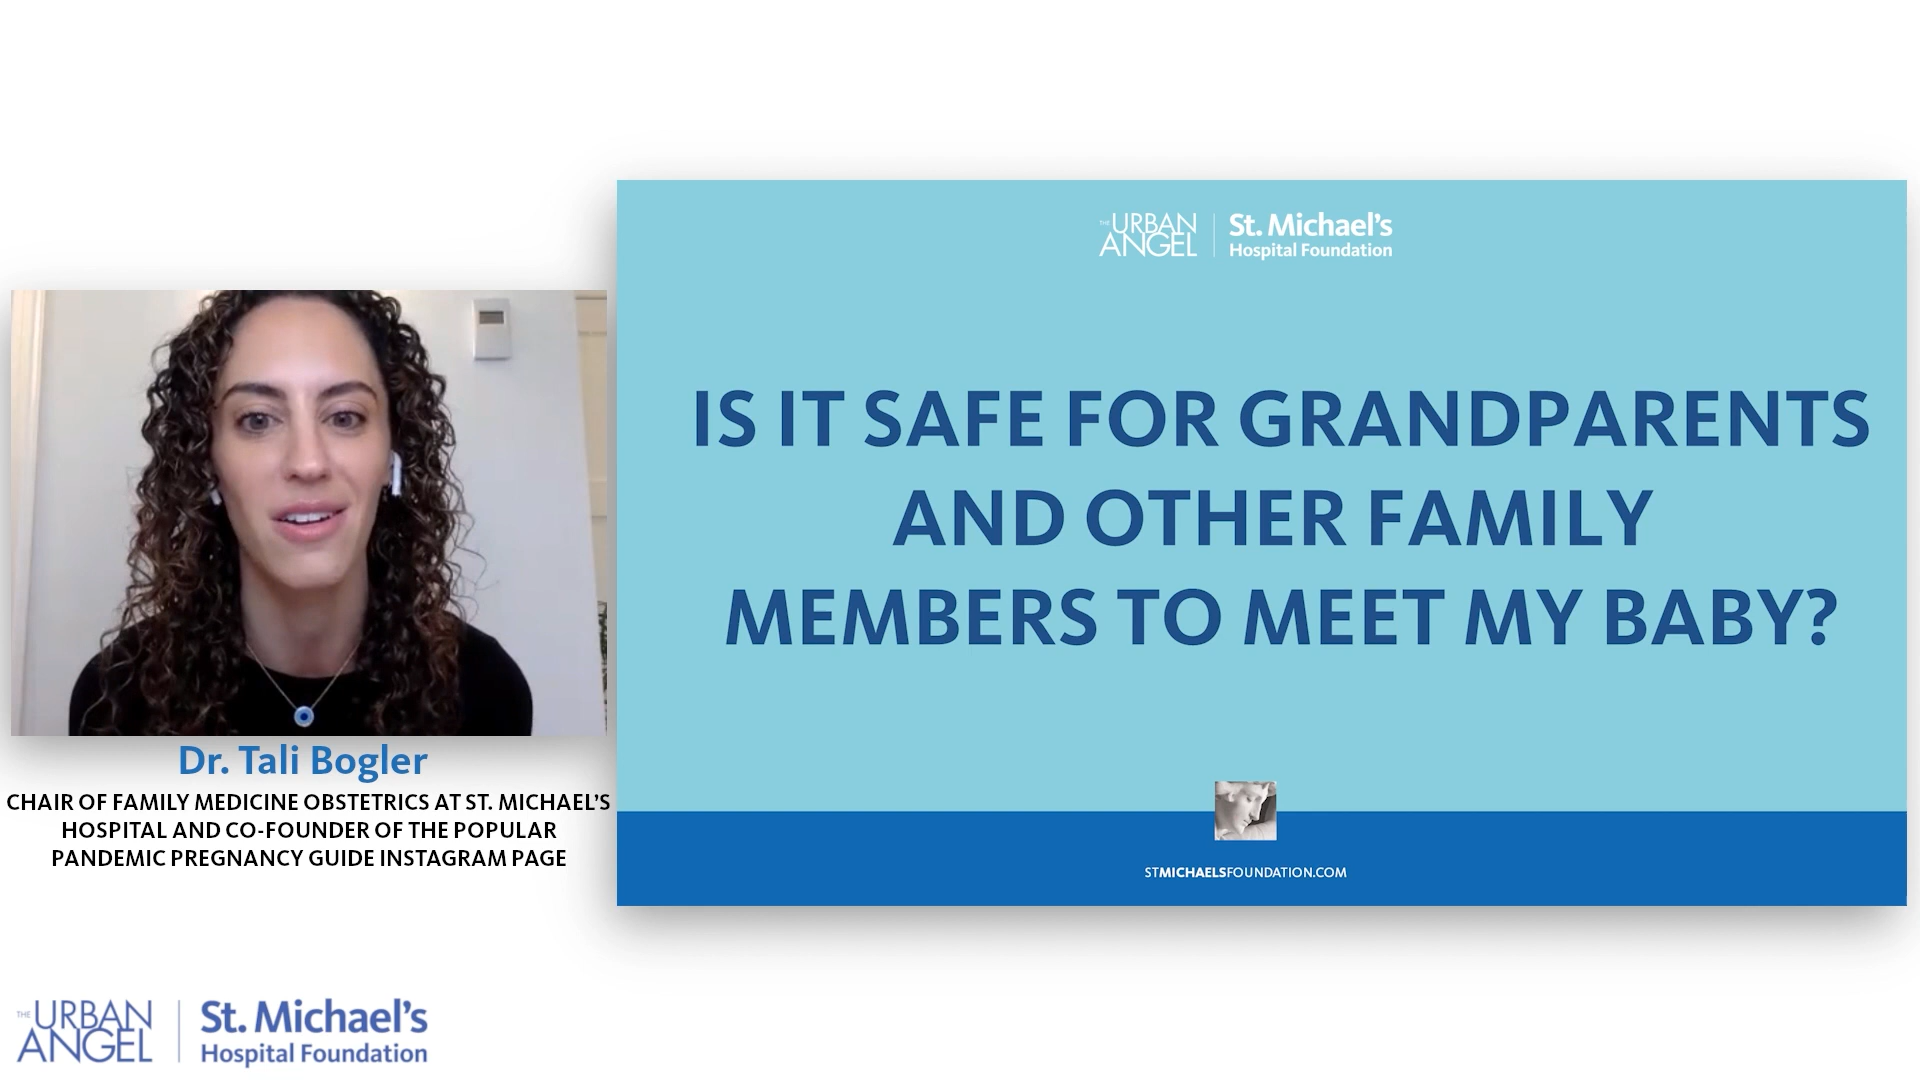 THE URBAN ANGEL
St. Michael's
Hospital Foundation
IS IT SAFE FOR GRANDPARENTS
AND OTHER FAMILY
MEMBERS TO MEET MY BABY?
STMICHAELSFOUNDATION.COM
Dr. Tali Bogler
CHAIR OF FAMILY MEDICINE OBSTETRICS AT ST. MICHAEL'S
HOSPITAL AND CO-FOUNDER OF THE POPULAR
PANDEMIC PREGNANCY GUIDE INSTAGRAM PAGE
THE URBAN ANGEL
St. Michael's
Hospital Foundation